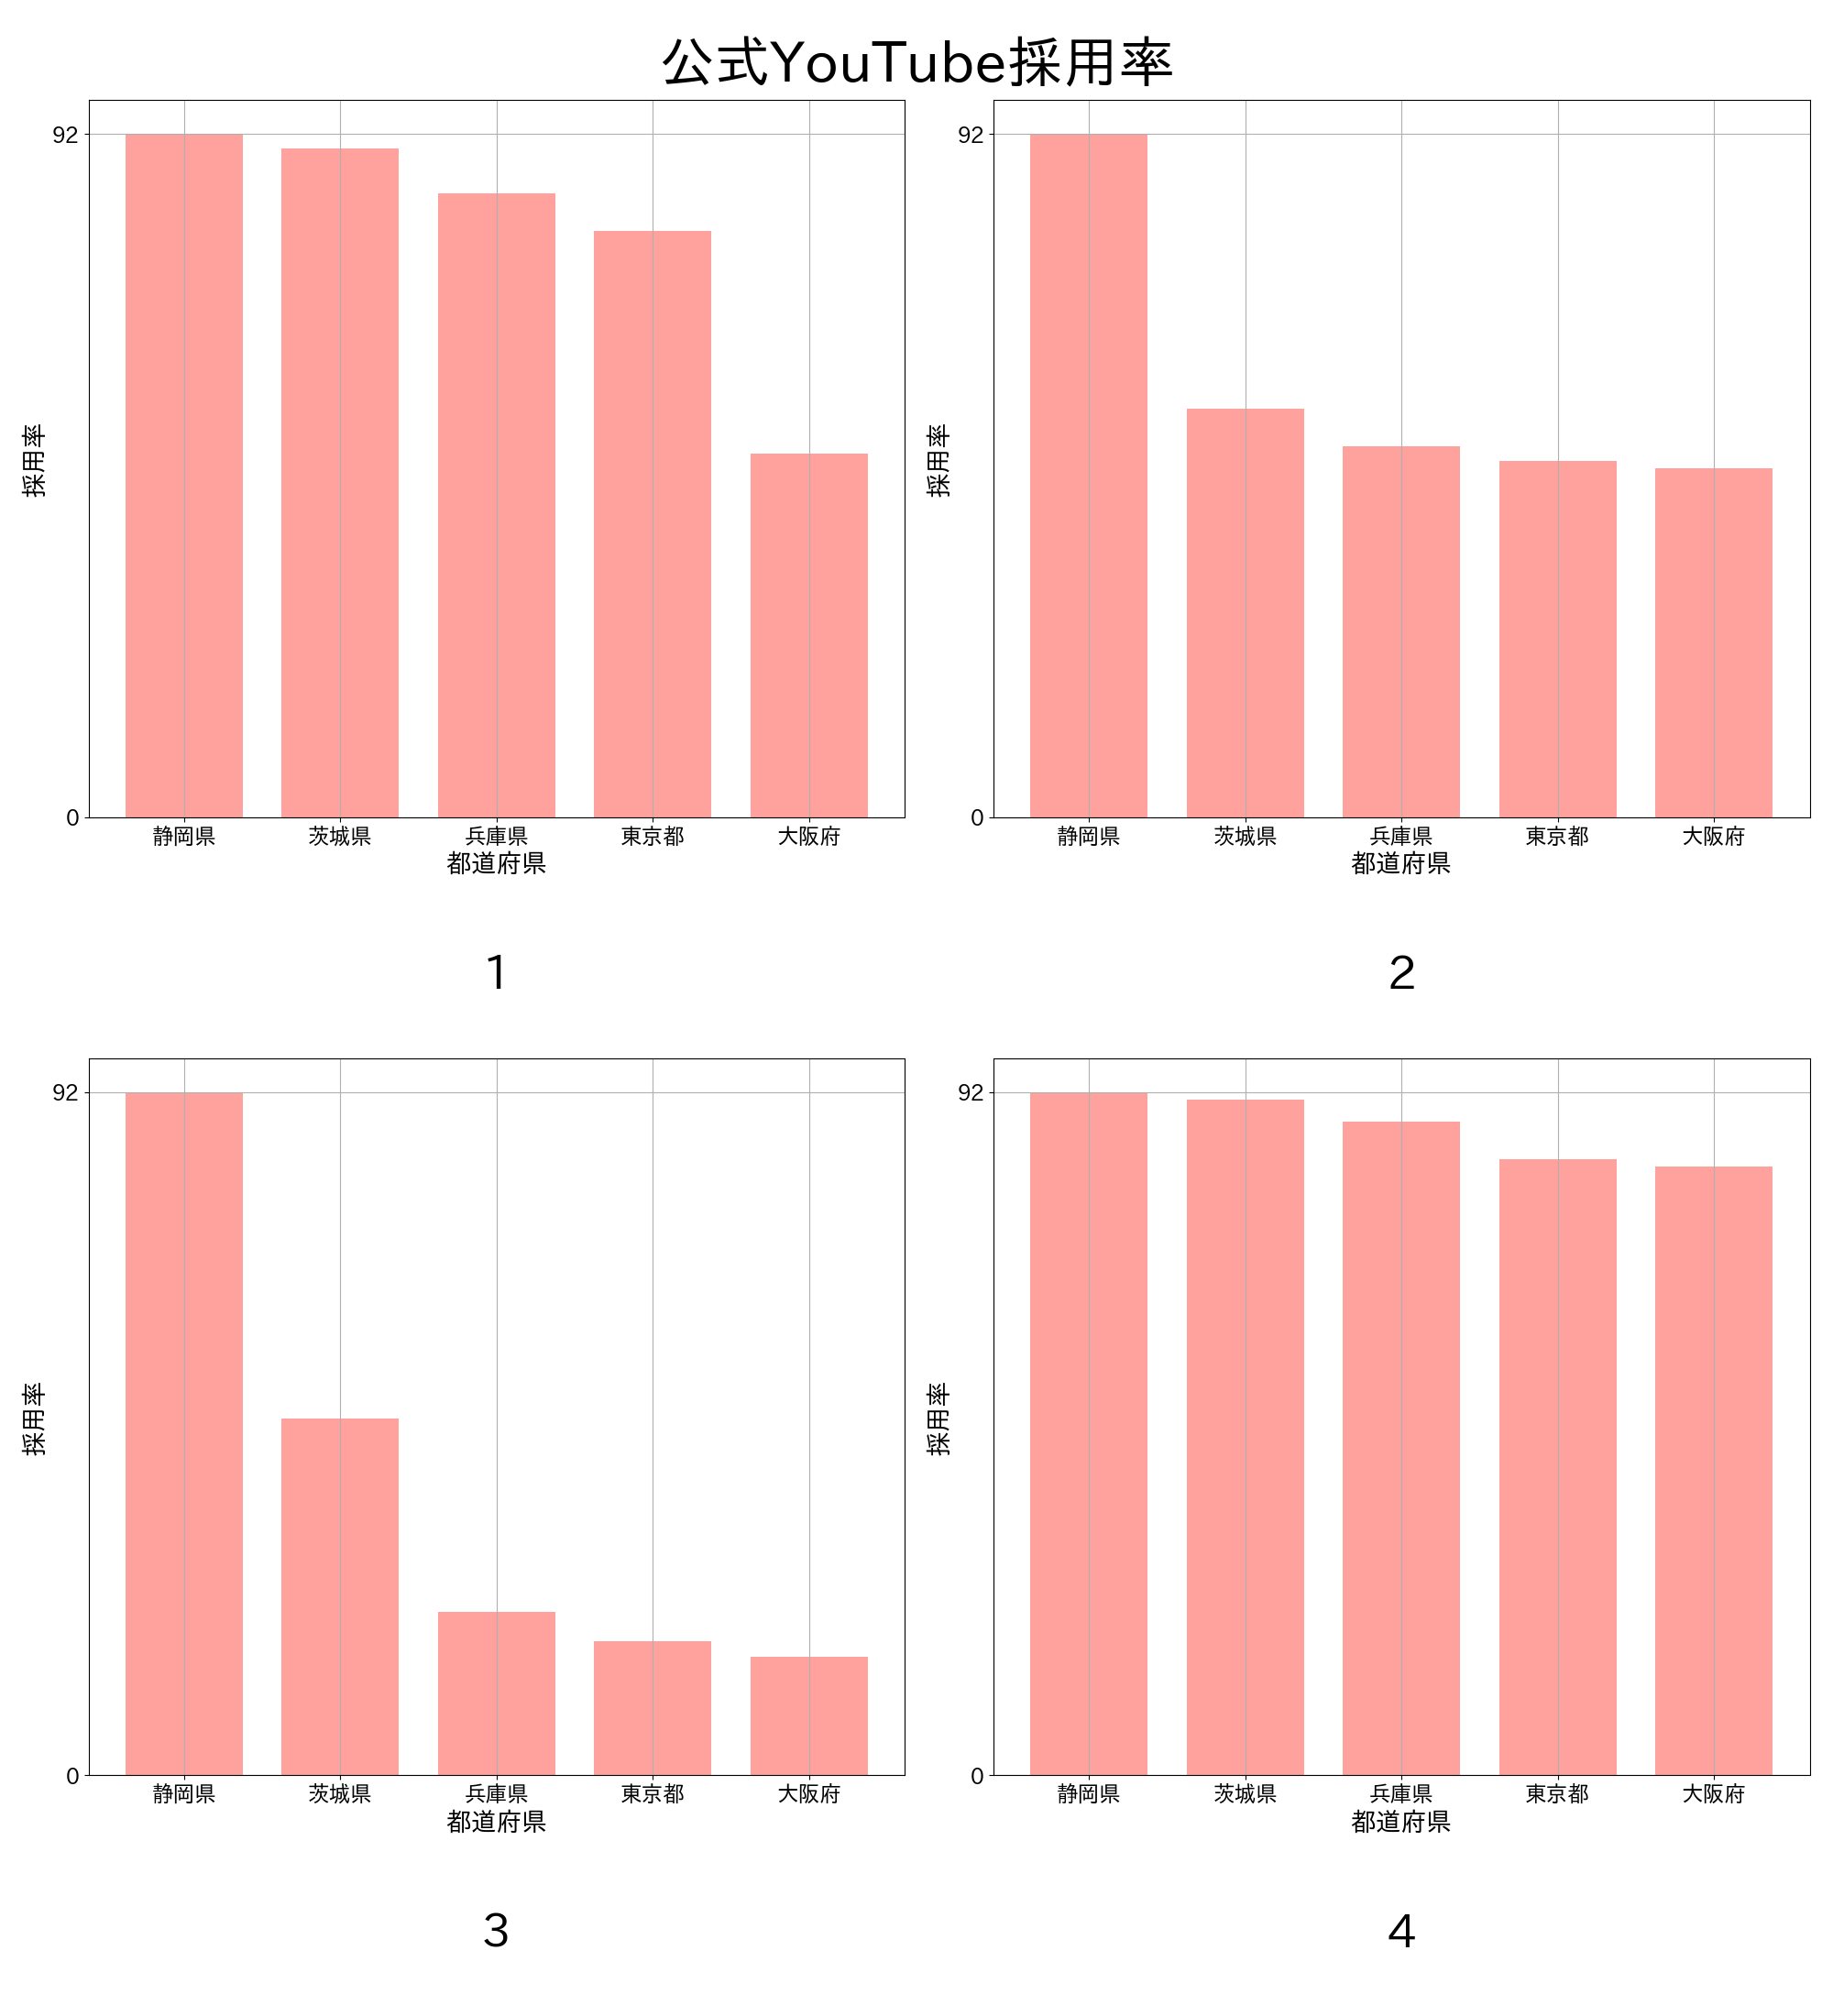 公式YouTube採用率
92
0
採用率
静岡県 茨城県 兵庫県 東京都 大阪府
都道府県
1
92
0
採用率
静岡県 茨城県 兵庫県 東京都 大阪府
都道府県
2
92
0
採用率
静岡県 茨城県 兵庫県 東京都 大阪府
都道府県
3
92
0
採用率
静岡県 茨城県 兵庫県 東京都 大阪府
都道府県
4